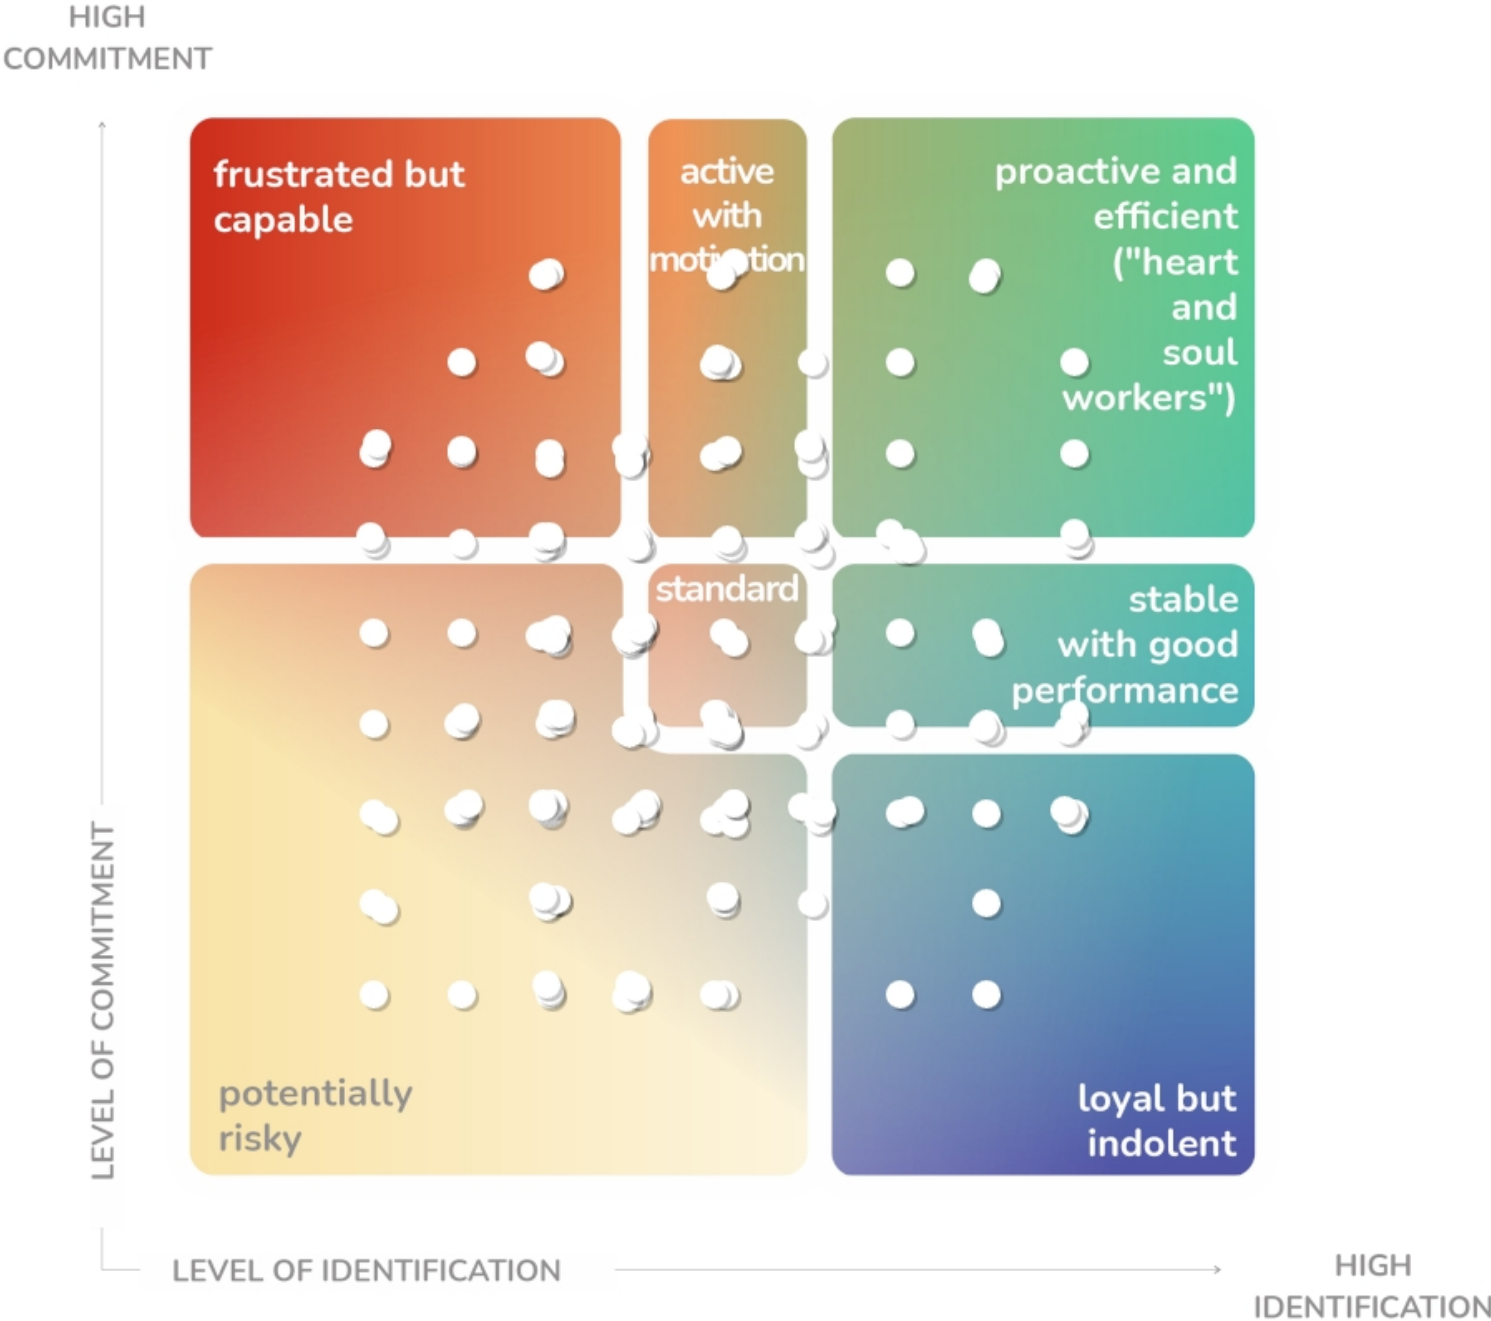 HIGH
COMMITMENT
frustrated but
capable
active
with
motivation
proactive and
efficient
("heart
and
soul
workers")
standard
stable
with good
performance
LEVEL OF COMMITMENT
potentially
risky
loyal but
indolent
LEVEL OF IDENTIFICATION
HIGH
IDENTIFICATION